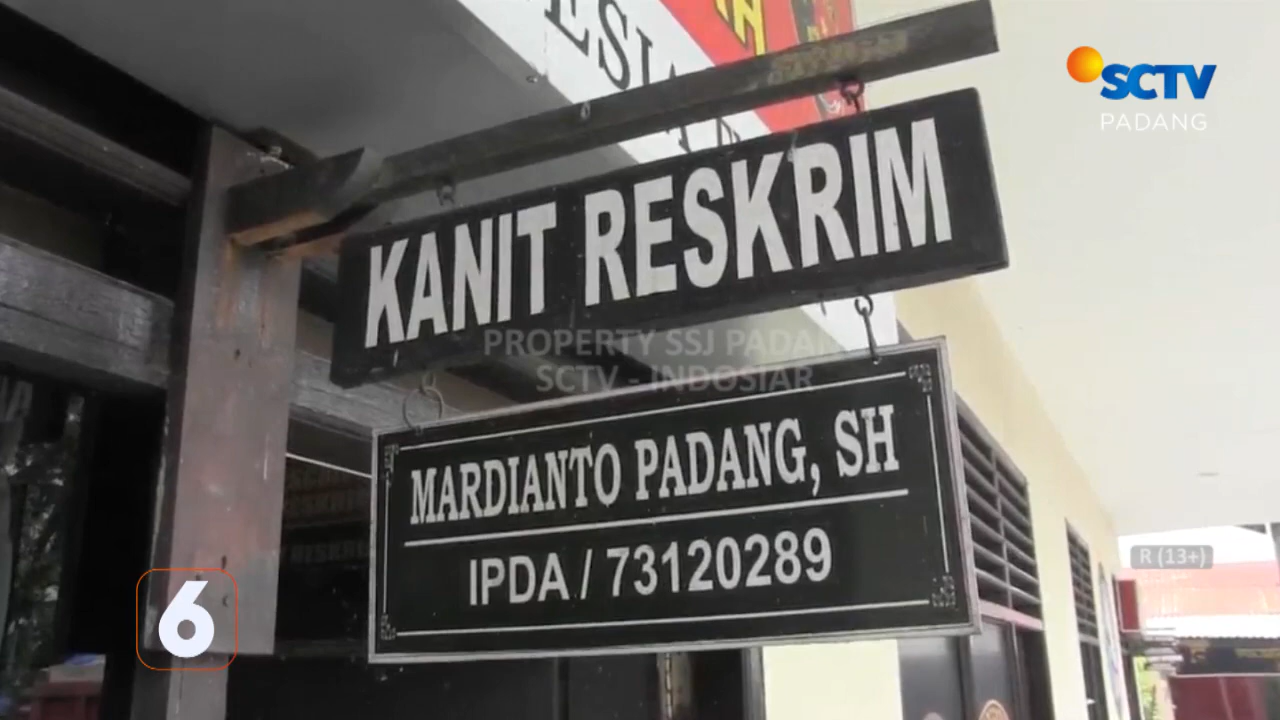 SCTV
PADANG
KANIT RESKRIM
PROPERTY SSJ PADANG
SCTV - INDOSIAR
MARDIANTO PADANG, SH
IPDA / 73120289
R (13+)
6